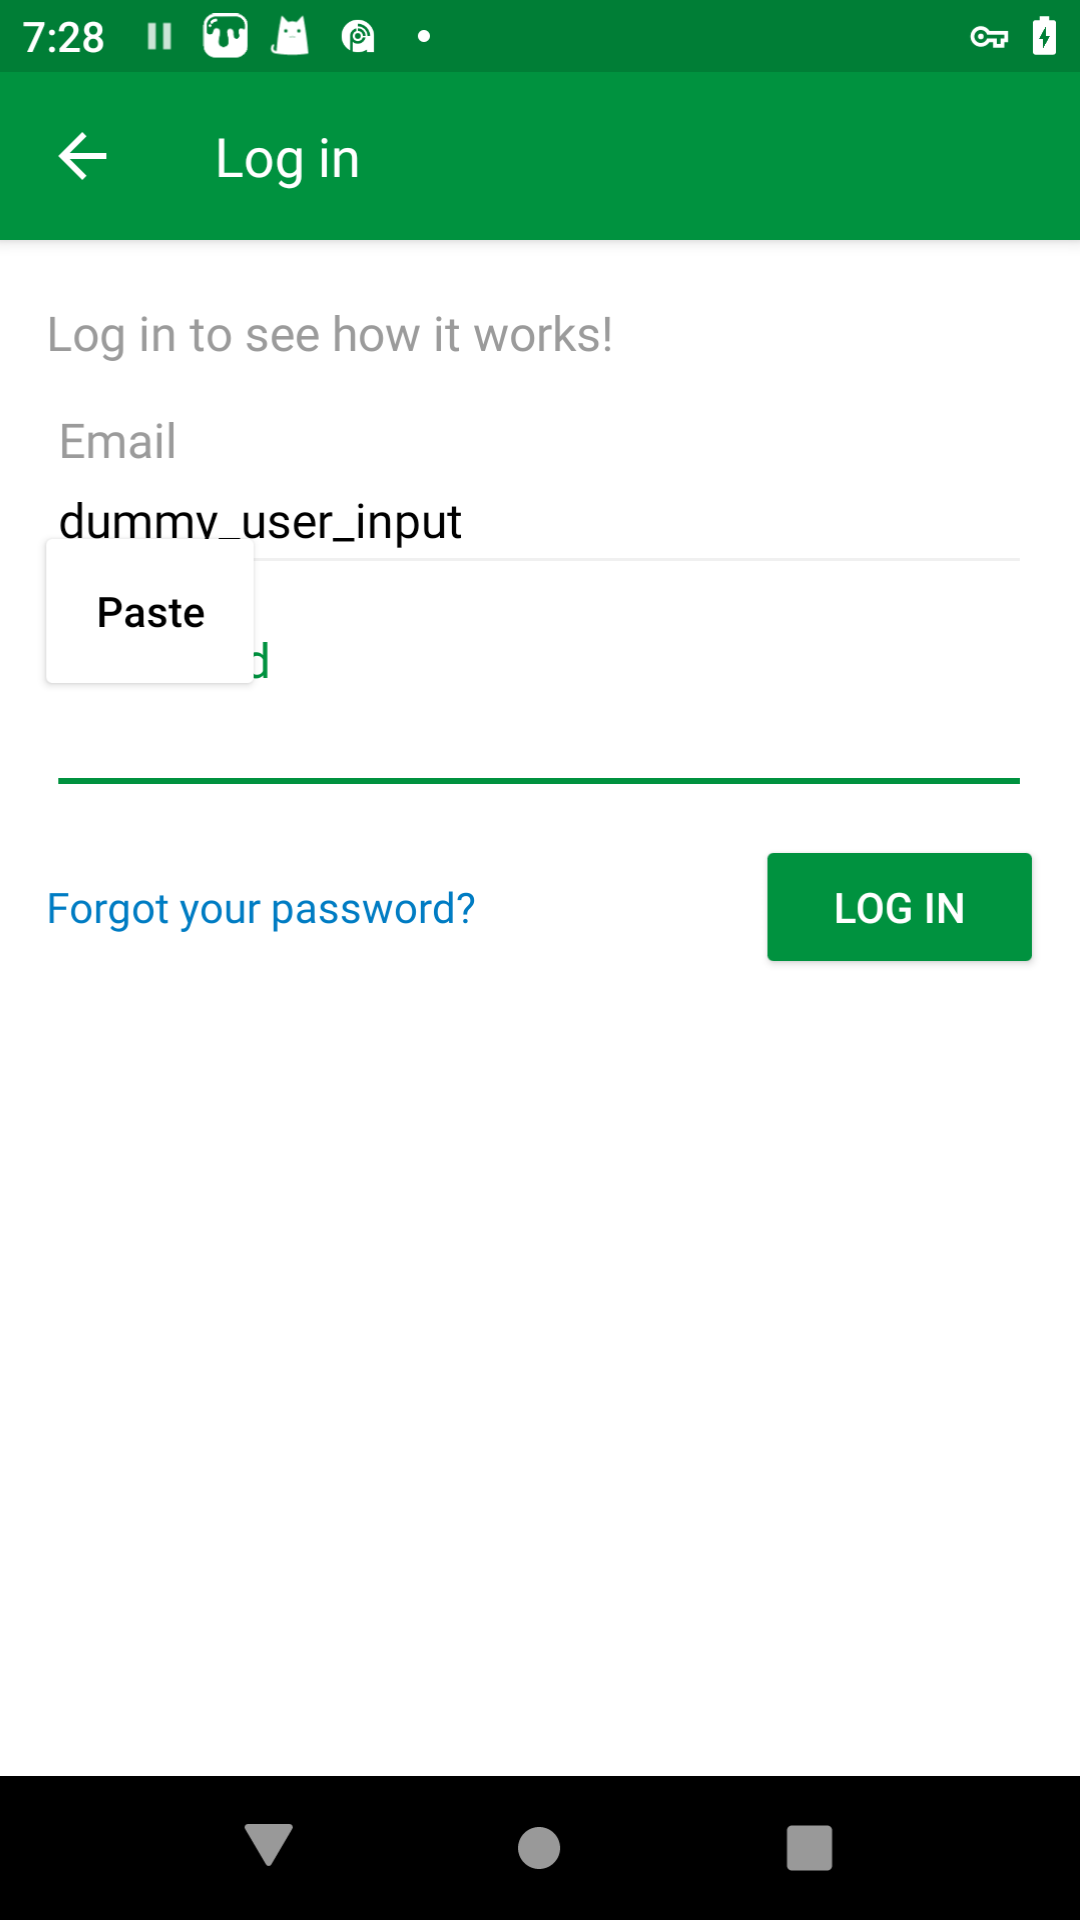 7:28
Log in
Log in to see how it works!
Email
dummy_user_input
Paste
d
Forgot your password?
LOG IN